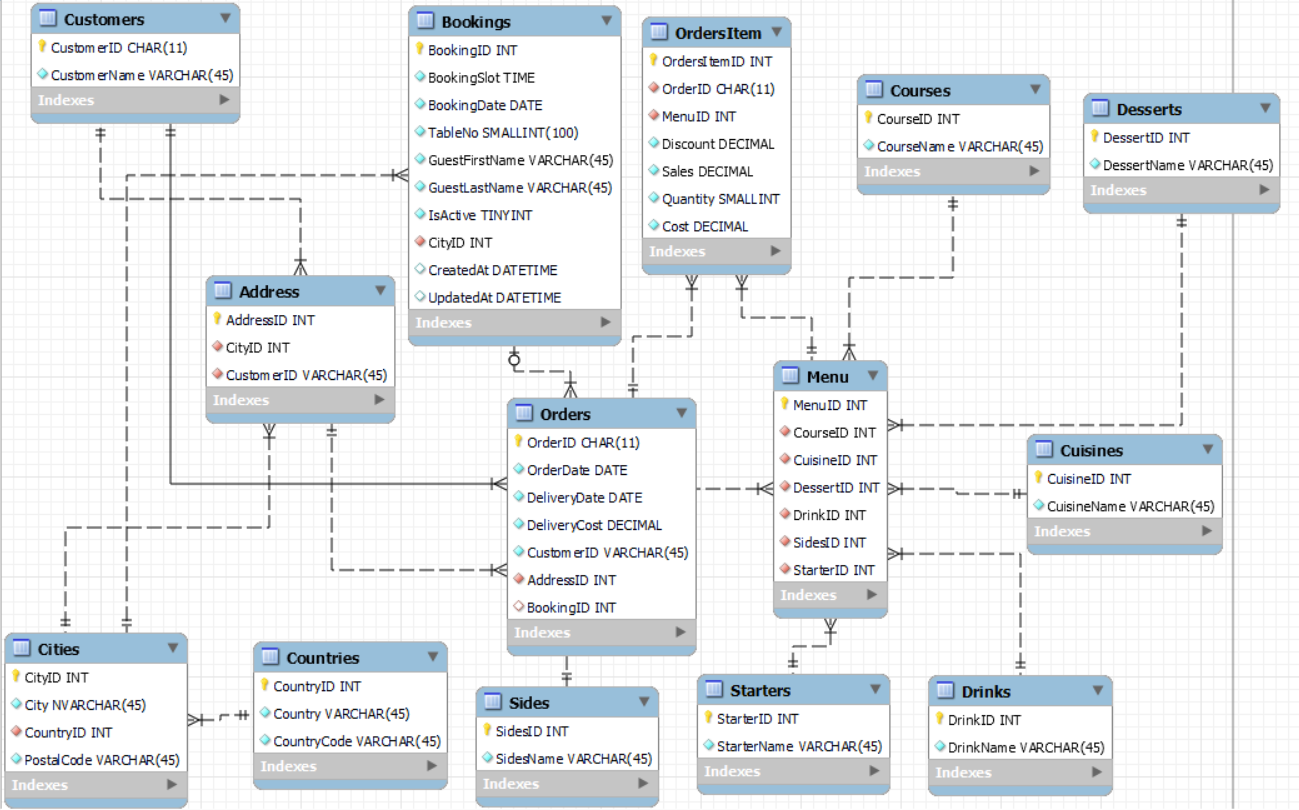 Customers
CustomerID CHAR(11)
CustomerName VARCHAR(45)
Indexes
Bookings
BookingID INT
BookingSlot TIME
BookingDate DATE
TableNo SMALLINT(100)
GuestFirstName VARCHAR(45)
GuestLastName VARCHAR(45)
IsActive TINYINT
CityID INT
CreatedAt DATETIME
UpdatedAt DATETIME
Indexes
OrdersItem
OrdersItemID INT
OrderID CHAR(11)
MenuID INT
Discount DECIMAL
Sales DECIMAL
Quantity SMALLINT
Cost DECIMAL
Indexes
Courses
CourseID INT
CourseName VARCHAR(45)
Indexes
Desserts
DessertID INT
DessertName VARCHAR(45)
Indexes
Address
AddressID INT
CityID INT
CustomerID VARCHAR(45)
Indexes
Orders
OrderID CHAR(11)
OrderDate DATE
DeliveryDate DATE
DeliveryCost DECIMAL
CustomerID VARCHAR(45)
AddressID INT
BookingID INT
Indexes
Menu
MenuID INT
CourseID INT
CuisineID INT
DessertID INT
DrinkID INT
SidesID INT
StarterID INT
Indexes
Cuisines
CuisineID INT
CuisineName VARCHAR(45)
Indexes
Cities
CityID INT
City NVARCHAR(45)
CountryID INT
PostalCode VARCHAR(45)
Indexes
Countries
CountryID INT
Country VARCHAR(45)
CountryCode VARCHAR(45)
Indexes
Sides
SidesID INT
SidesName VARCHAR(45)
Indexes
Starters
StarterID INT
StarterName VARCHAR(45)
Indexes
Drinks
DrinkID INT
DrinkName VARCHAR(45)
Indexes